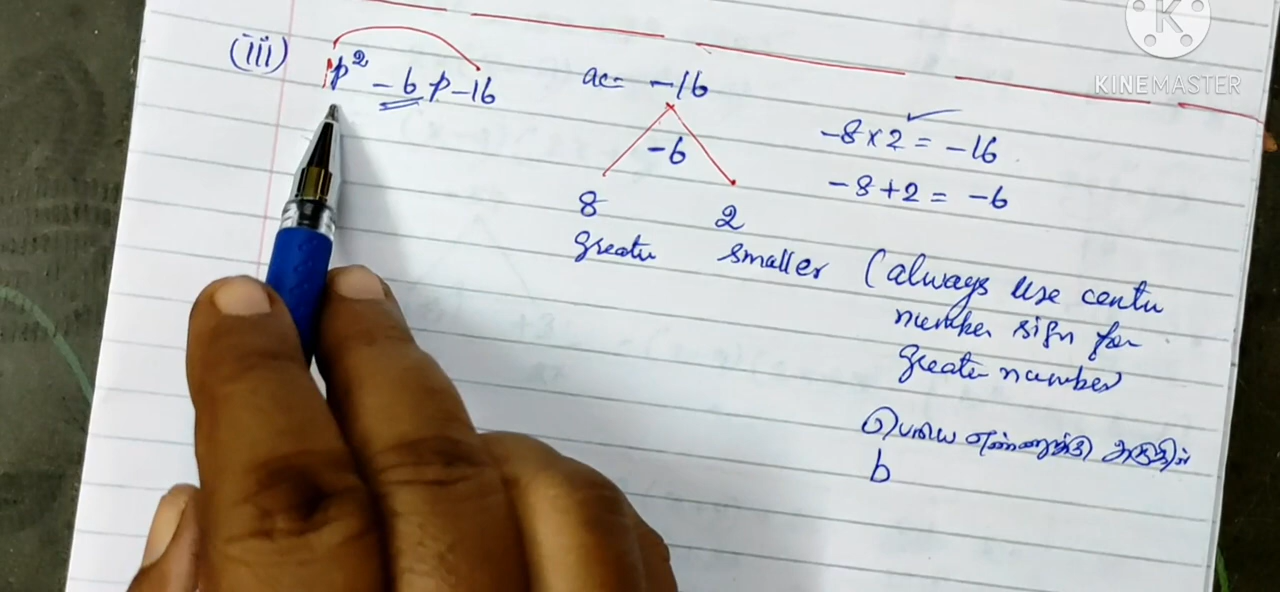 (iii) p² - 6p - 16
ac = -16
-6
8 2
greater smaller
-8 × 2 = -16
-8 + 2 = -6
(always use center
number sign for
greater number)
எண்ணுக்கு
b
K
KINEMASTER